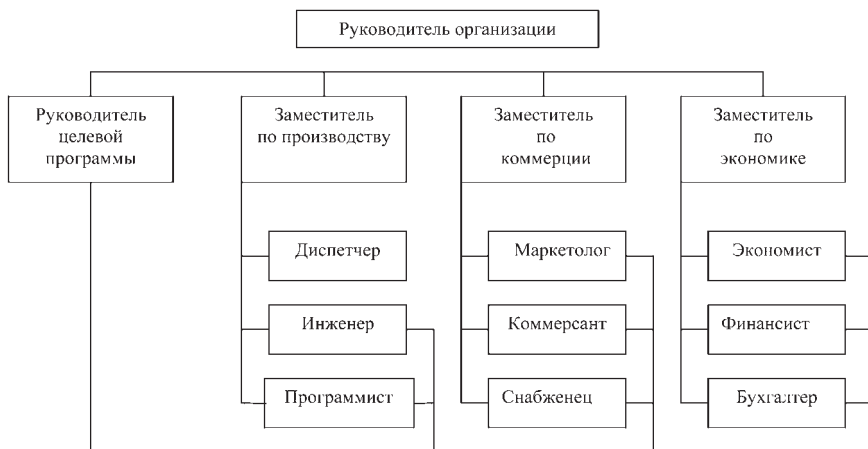 Руководитель организации
Руководитель
целевой
программы
Заместитель
по производству
Заместитель
по
коммерции
Заместитель
по
экономике
Диспетчер
Маркетолог
Экономист
Инженер
Коммерсант
Финансист
Программист
Снабженец
Бухгалтер